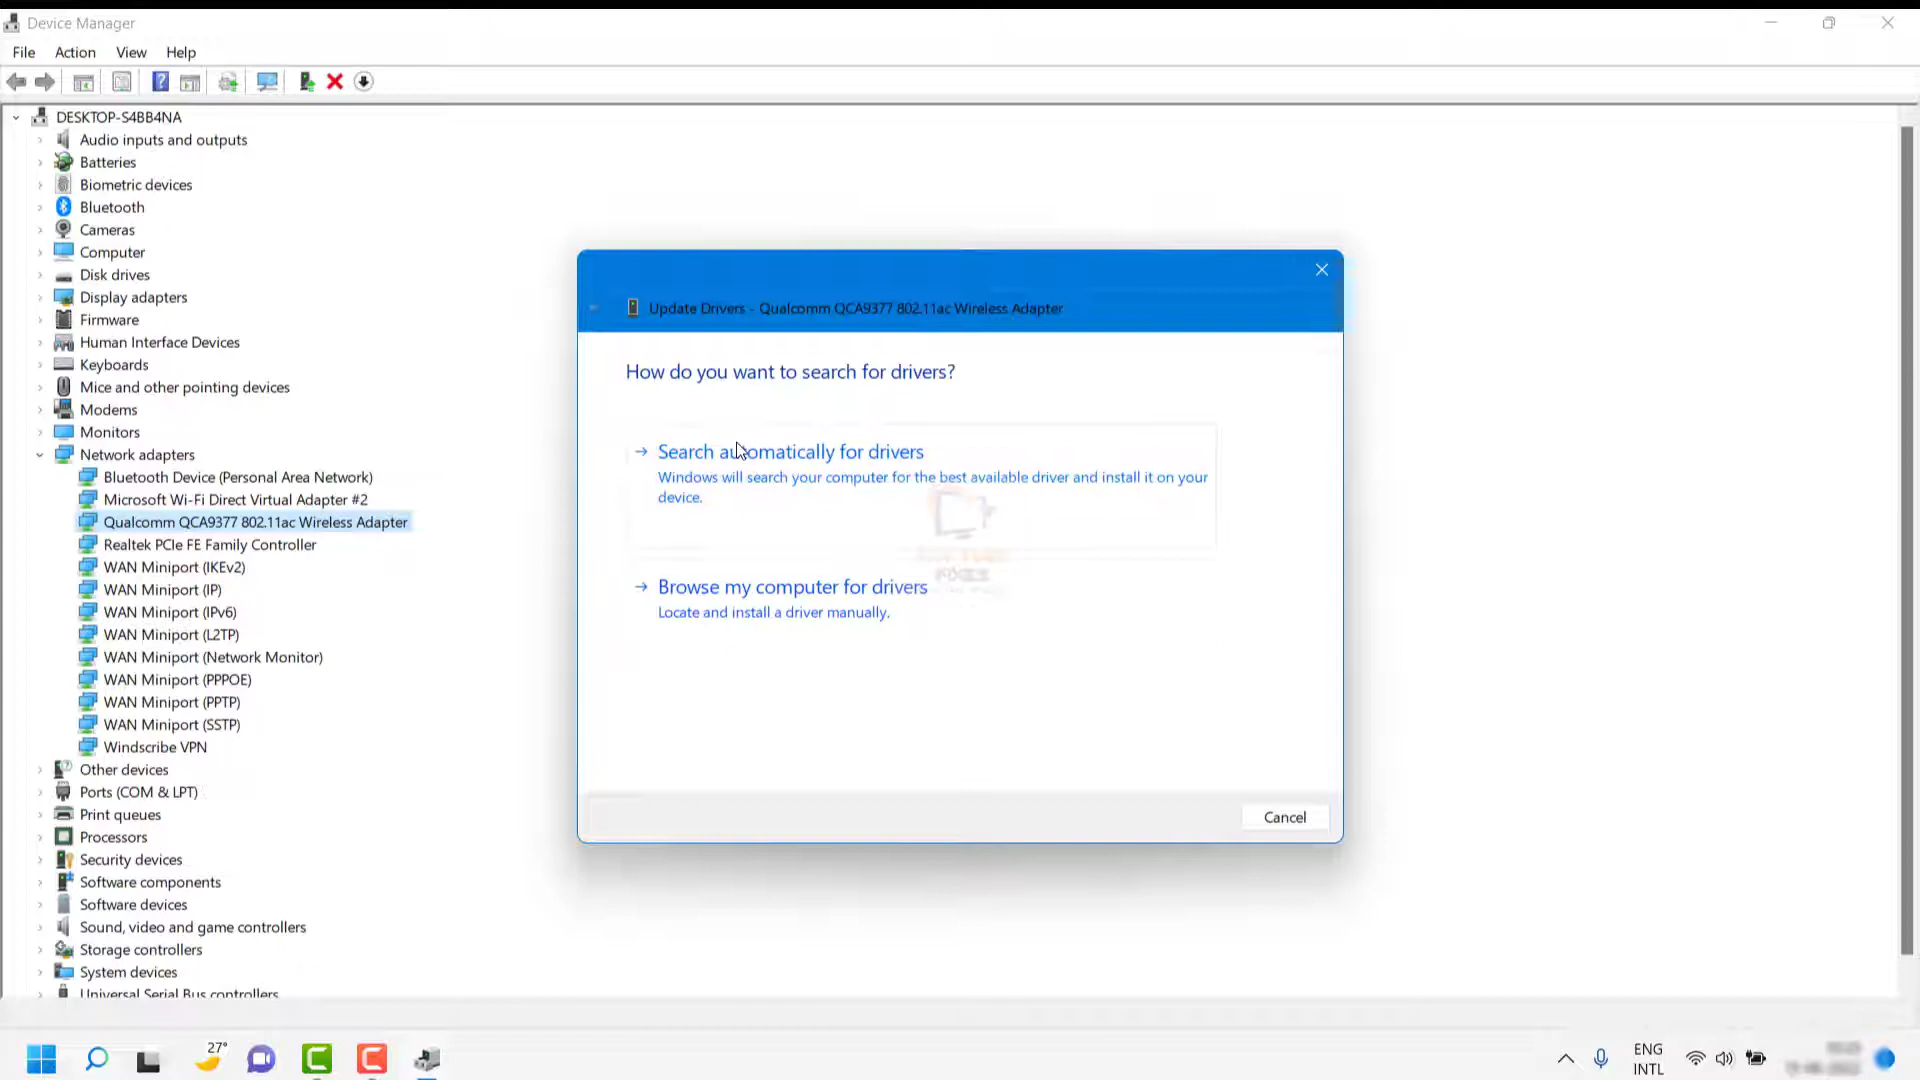 Device Manager
File Action View Help
DESKTOP-S4BB4NA
Audio inputs and outputs
Batteries
Biometric devices
Bluetooth
Cameras
Computer
Disk drives
Display adapters
Firmware
Human Interface Devices
Keyboards
Mice and other pointing devices
Modems
Monitors
Network adapters
Bluetooth Device (Personal Area Network)
Microsoft Wi-Fi Direct Virtual Adapter #2
Qualcomm QCA9377 802.11ac Wireless Adapter
Realtek PCIe FE Family Controller
WAN Miniport (IKEv2)
WAN Miniport (IP)
WAN Miniport (IPv6)
WAN Miniport (L2TP)
WAN Miniport (Network Monitor)
WAN Miniport (PPPOE)
WAN Miniport (PPTP)
WAN Miniport (SSTP)
Windscribe VPN
Other devices
Ports (COM & LPT)
Print queues
Processors
Security devices
Software components
Software devices
Sound, video and game controllers
Storage controllers
System devices
Universal Serial Bus controllers
Update Drivers - Qualcomm QCA9377 802.11ac Wireless Adapter
How do you want to search for drivers?
Search automatically for drivers
Windows will search your computer for the best available driver and install it on your
device.
Browse my computer for drivers
Locate and install a driver manually.
Cancel
27°
ENG
INTL